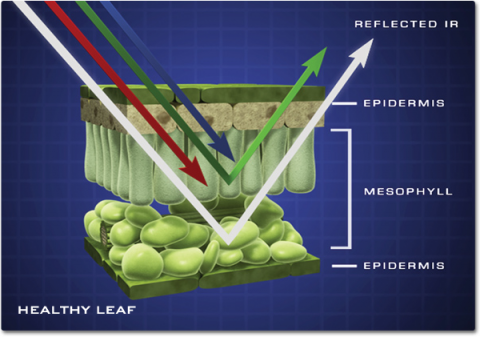 REFLECTED IR
EPIDERMIS
MESOPHYLL
EPIDERMIS
HEALTHY LEAF